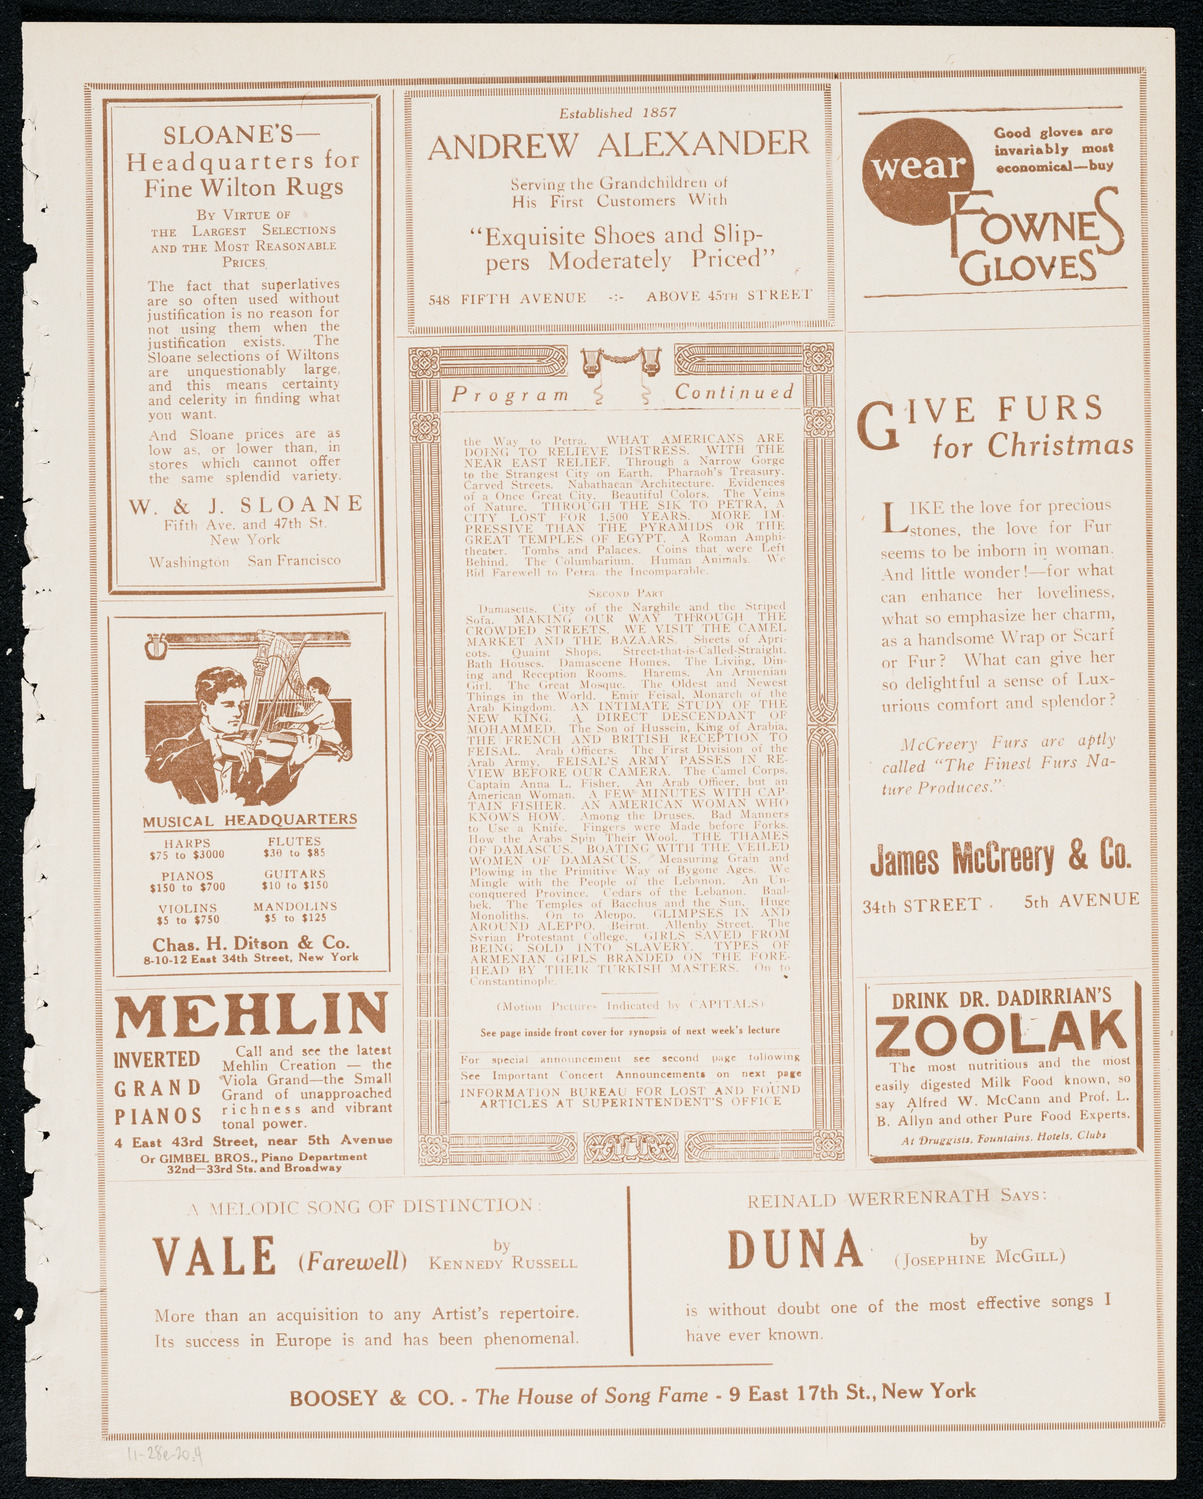 SLOANE'S—
Headquarters for
Fine Wilton Rugs
By Virtue of
the Largest Selections
and the Most Reasonable
Prices.
The fact that superlatives
are so often used without
justification is no reason for
not using them when the
justification exists. The
Sloane selections of Wiltons
are unquestionably large,
and this means certainty
and celerity in finding what
you want.
And Sloane prices are as
low as, or lower than, in
stores which cannot offer
the same splendid variety.
W. & J. SLOANE
Fifth Ave. and 47th St.
New York
Washington San Francisco
MUSICAL HEADQUARTERS
HARPS FLUTES
$75 to $3000 $30 to $85
PIANOS GUITARS
$150 to $700 $10 to $150
VIOLINS MANDOLINS
$5 to $750 $5 to $125
Chas. H. Ditson & Co.
8-10-12 East 34th Street, New York
MEHLIN
INVERTED
GRAND
PIANOS
Call and see the latest
Mehlin Creation — the
Viola Grand—the Small
Grand of unapproached
richness and vibrant
tonal power.
4 East 43rd Street, near 5th Avenue
Or GIMBEL BROS., Piano Department
32nd—33rd Sts. and Broadway
Established 1857
ANDREW ALEXANDER
Serving the Grandchildren of
His First Customers With
"Exquisite Shoes and Slip-
pers Moderately Priced"
548 FIFTH AVENUE -:- ABOVE 45TH STREET
Program Continued
the Way to Petra. WHAT AMERICANS ARE
DOING TO RELIEVE DISTRESS. WITH THE
NEAR EAST RELIEF. Through a Narrow Gorge
to the Strangest City on Earth. Pharaoh's Treasury.
Carved Streets. Nabathaean Architecture. Evidences
of a Once Great City. Beautiful Colors. The Veins
of Nature. THROUGH THE SIK TO PETRA, A
CITY LOST FOR 1,500 YEARS. MORE IM-
PRESSIVE THAN THE PYRAMIDS OR THE
GREAT TEMPLES OF EGYPT. A Roman Amphi-
theater. Tombs and Palaces. Coins that were Left
Behind. The Columbarium. Human Animals. We
Bid Farewell to Petra, the Incomparable.
Second Part
Damascus. City of the Narghile and the Striped
Sofa. MAKING OUR WAY THROUGH THE
CROWDED STREETS. WE VISIT THE CAMEL
MARKET AND THE BAZAARS. Sheets of Apri-
cots. Quaint Shops. Street-that-is-Called-Straight.
Bath Houses. Damascene Homes. The Living, Din-
ing and Reception Rooms. Harems. An Armenian
Girl. The Great Mosque. The Oldest and Newest
Things in the World. Emir Feisal, Monarch of the
Arab Kingdom. AN INTIMATE STUDY OF THE
NEW KING. A DIRECT DESCENDANT OF
MOHAMMED. The Son of Hussein, King of Arabia.
THE FRENCH AND BRITISH RECEPTION TO
FEISAL. Arab Officers. The First Division of the
Arab Army. FEISAL'S ARMY PASSES IN RE-
VIEW BEFORE OUR CAMERA. The Camel Corps.
Captain Anna L. Fisher. An Arab Officer, but an
American Woman. A FEW MINUTES WITH CAP-
TAIN FISHER. AN AMERICAN WOMAN WHO
KNOWS HOW. Among the Druses. Bad Manners
to Use a Knife. Fingers were Made before Forks.
How the Arabs Spin Their Wool. THE THAMES
OF DAMASCUS. BOATING WITH THE VEILED
WOMEN OF DAMASCUS. Measuring Grain and
Plowing in the Primitive Way of Bygone Ages. We
Mingle with the People of the Lebanon. An Un-
conquered Province. Cedars of the Lebanon. Baal-
bek. The Temples of Bacchus and the Sun. Huge
Monoliths. On to Aleppo. GLIMPSES IN AND
AROUND ALEPPO. Beirut. Allenby Street. The
Syrian Protestant College. GIRLS SAVED FROM
BEING SOLD INTO SLAVERY. TYPES OF
ARMENIAN GIRLS BRANDED ON THE FORE-
HEAD BY THEIR TURKISH MASTERS. On to
Constantinople.
(Motion Pictures Indicated by CAPITALS)
See page inside front cover for synopsis of next week's lecture
For special announcement see second page following
See Important Concert Announcements on next page
INFORMATION BUREAU FOR LOST AND FOUND
ARTICLES AT SUPERINTENDENT'S OFFICE
Good gloves are
invariably most
economical—buy
wear
FOWNES
GLOVES
GIVE FURS
for Christmas
LIKE the love for precious
stones, the love for Fur
seems to be inborn in woman.
And little wonder!—for what
can enhance her loveliness,
what so emphasize her charm,
as a handsome Wrap or Scarf
or Fur? What can give her
so delightful a sense of Lux-
urious comfort and splendor?
McCreery Furs are aptly
called "The Finest Furs Na-
ture Produces."
James McCreery & Co.
34th STREET 5th AVENUE
DRINK DR. DADIRRIAN'S
ZOOLAK
The most nutritious and the most
easily digested Milk Food known, so
say Alfred W. McCann and Prof. L.
B. Allyn and other Pure Food Experts.
At Druggists, Fountains, Hotels, Clubs
A MELODIC SONG OF DISTINCTION:
VALE (Farewell) by Kennedy Russell
More than an acquisition to any Artist's repertoire.
Its success in Europe is and has been phenomenal.
REINALD WERRENRATH Says:
DUNA by (Josephine McGill)
is without doubt one of the most effective songs I
have ever known.
BOOSEY & CO. - The House of Song Fame - 9 East 17th St., New York